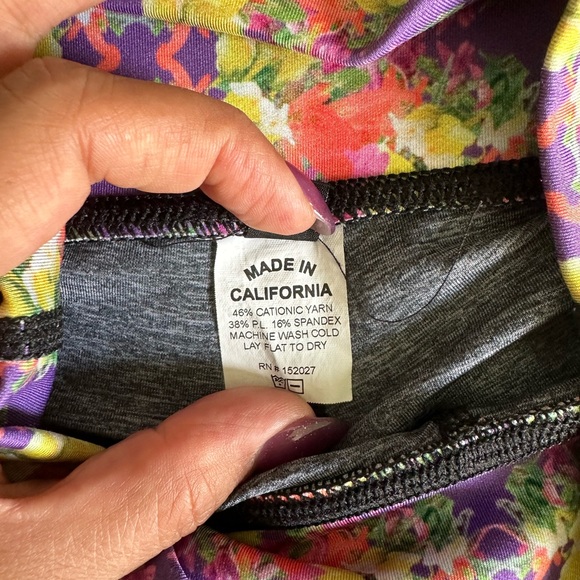 MADE IN
CALIFORNIA
46% CATIONIC YARN
38% P.L. 16% SPANDEX
MACHINE WASH COLD
LAY FLAT TO DRY
RN # 152027